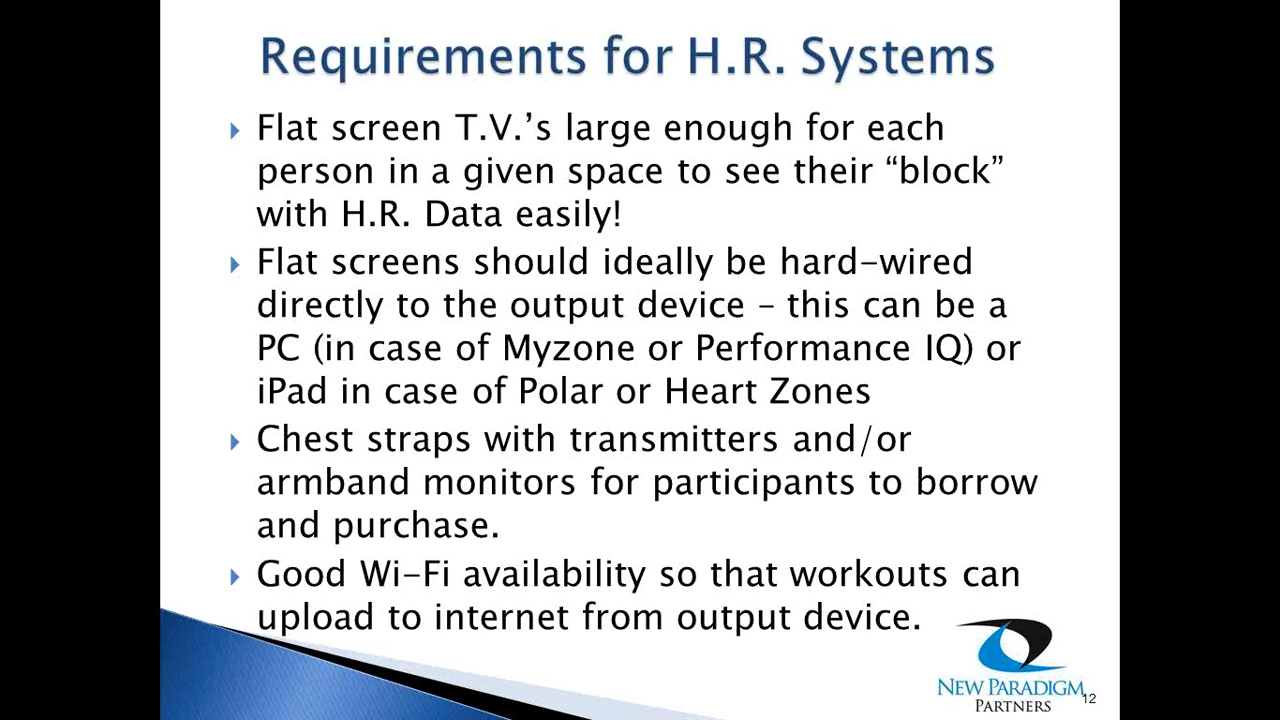 Requirements for H.R. Systems
Flat screen T.V.’s large enough for each
person in a given space to see their “block”
with H.R. Data easily!
Flat screens should ideally be hard-wired
directly to the output device – this can be a
PC (in case of Myzone or Performance IQ) or
iPad in case of Polar or Heart Zones
Chest straps with transmitters and/or
armband monitors for participants to borrow
and purchase.
Good Wi-Fi availability so that workouts can
upload to internet from output device.
NEW PARADIGM
PARTNERS
12